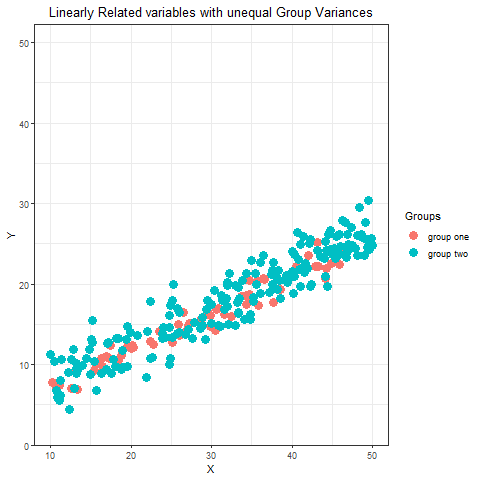 Linearly Related variables with unequal Group Variances
50
40
30
20
10
0
Y
10
20
30
40
50
X
Groups
group one
group two